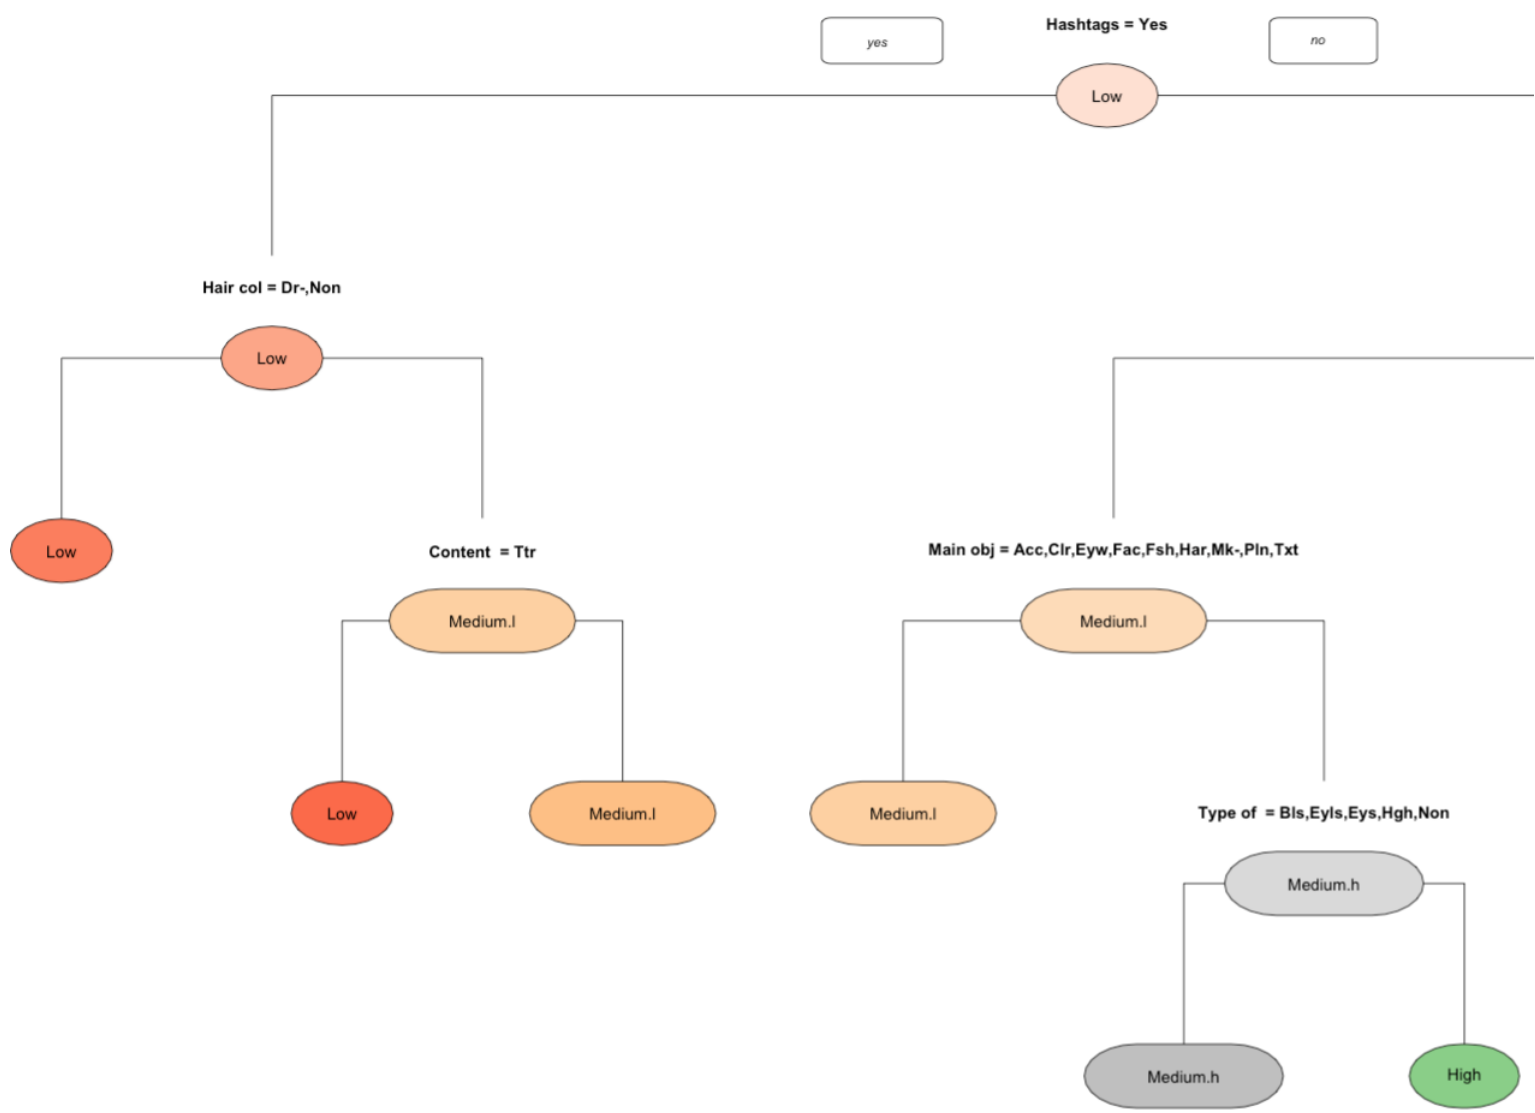 Hashtags = Yes
yes
no
Low
Hair col = Dr-,Non
Low
Low
Content = Ttr
Main obj = Acc,Clr,Eyw,Fac,Fsh,Har,Mk-,Pln,Txt
Medium.l
Medium.l
Low
Medium.l
Medium.l
Type of = Bls,Eyls,Eys,Hgh,Non
Medium.h
Medium.h
High